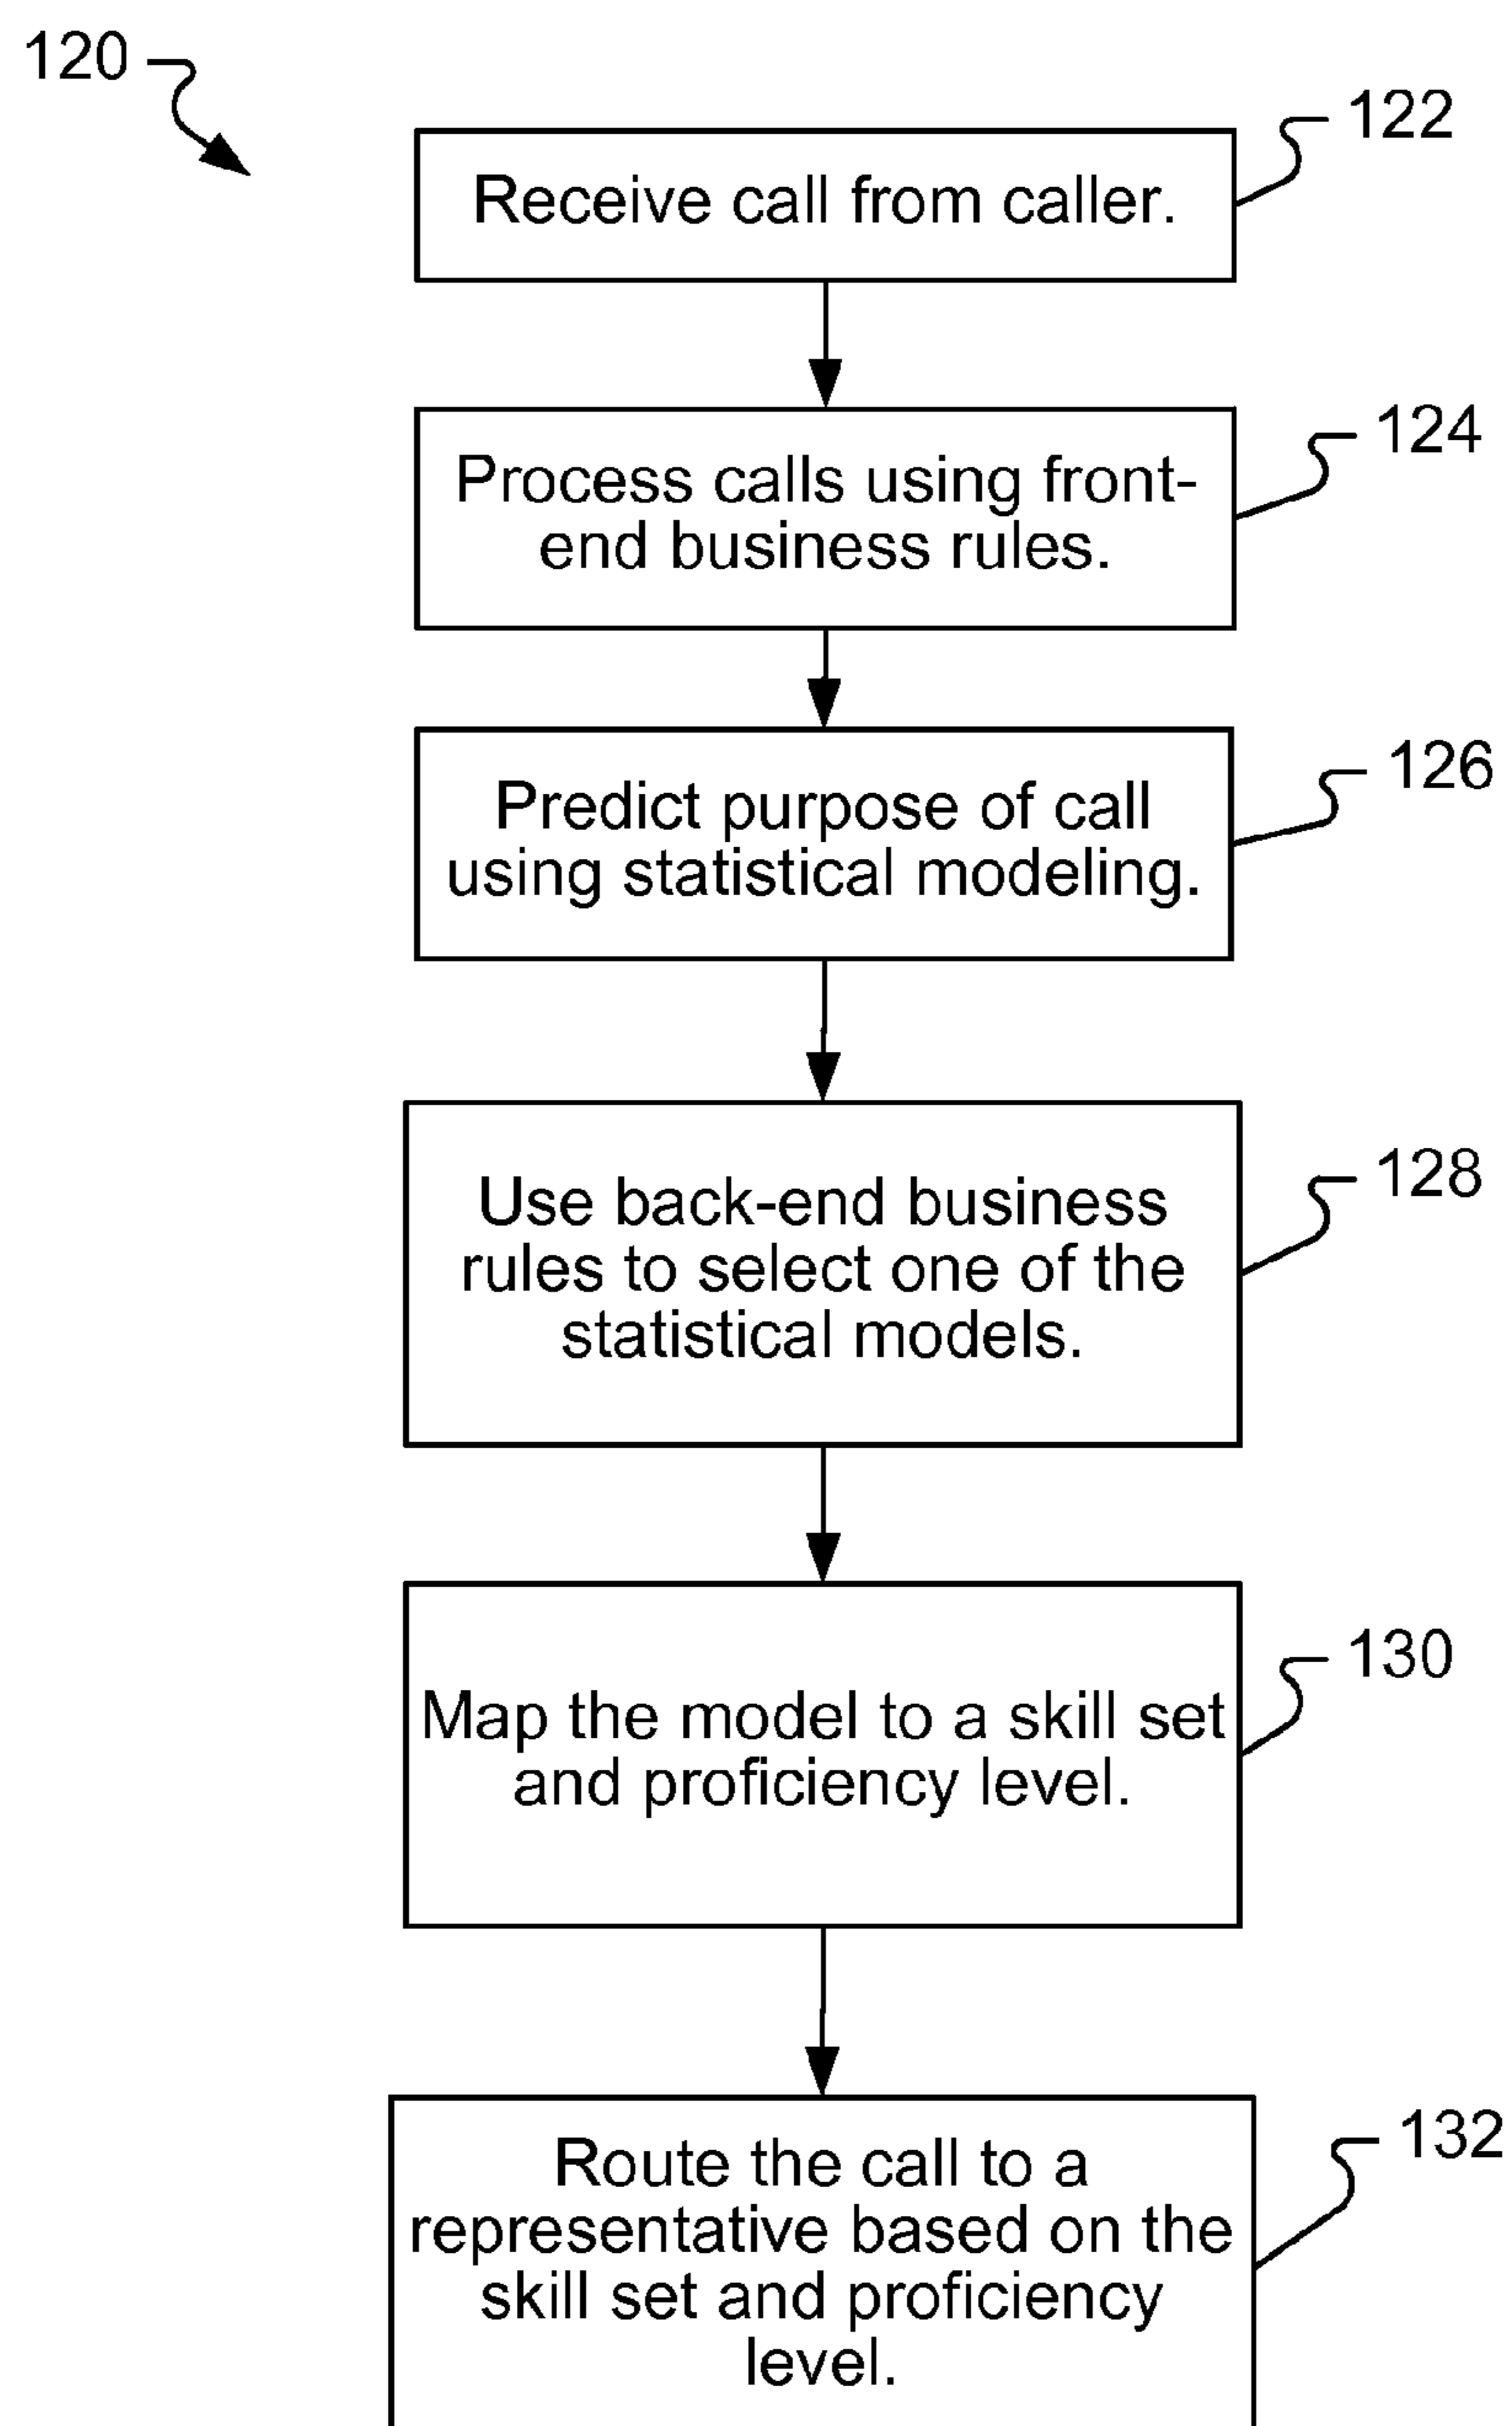 120
122
Receive call from caller.
124
Process calls using front-
end business rules.
126
Predict purpose of call
using statistical modeling.
128
Use back-end business
rules to select one of the
statistical models.
130
Map the model to a skill set
and proficiency level.
132
Route the call to a
representative based on the
skill set and proficiency
level.